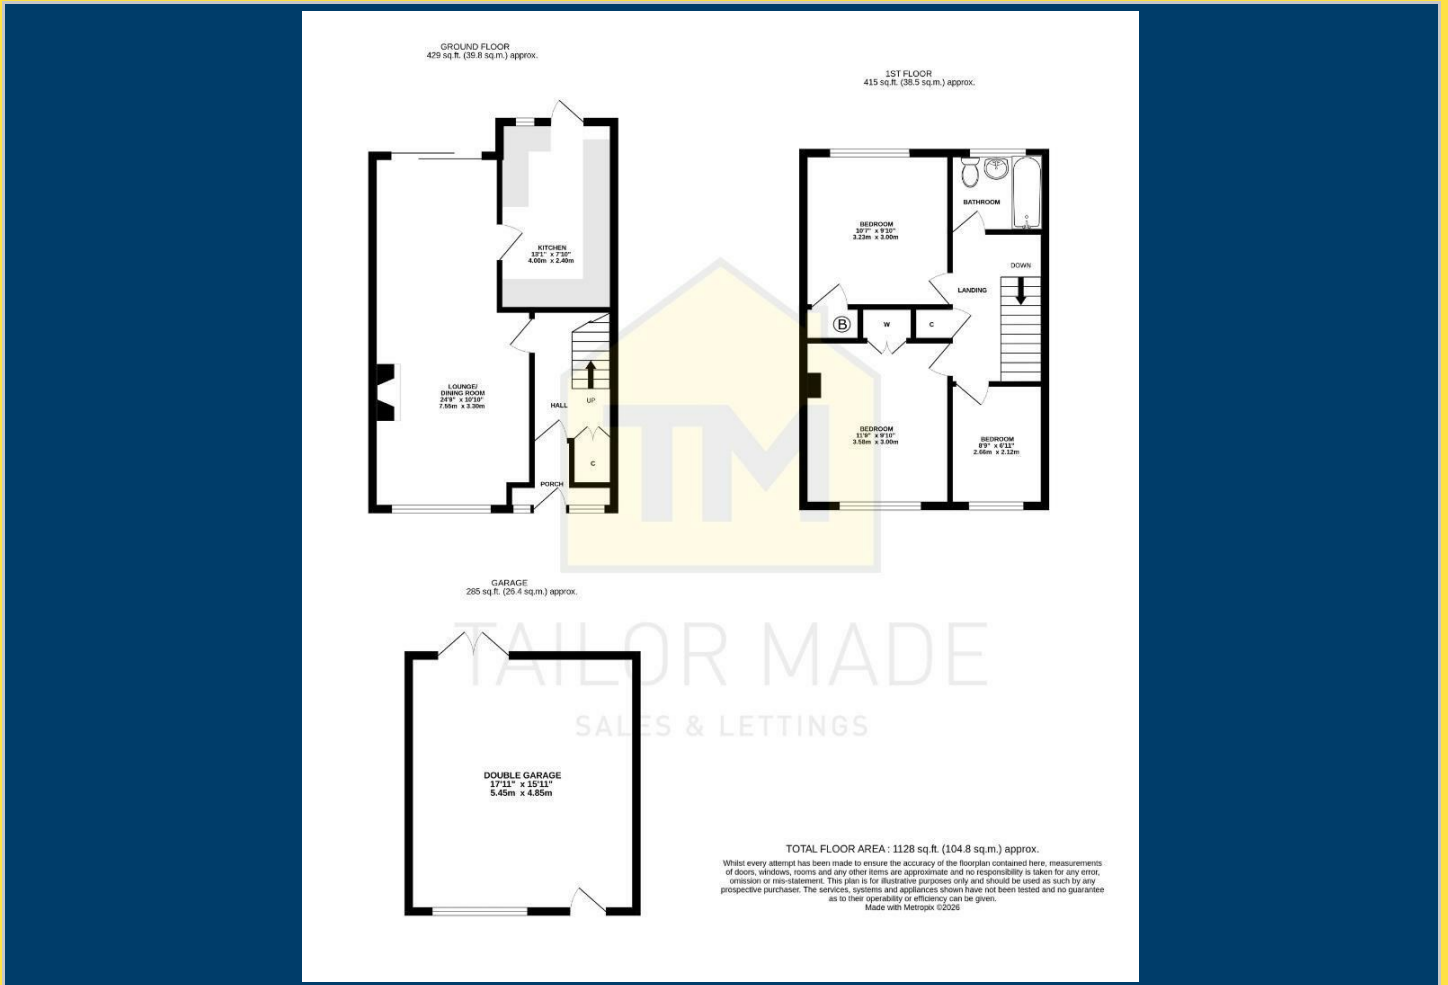 GROUND FLOOR
429 sq.ft. (39.8 sq.m.) approx.
1ST FLOOR
415 sq.ft. (38.5 sq.m.) approx.
KITCHEN
13'1" x 7'10"
4.00m x 2.40m
LOUNGE/
DINING ROOM
24'9" x 10'10"
7.55m x 3.30m
HALL
UP
C
PORCH
BEDROOM
10'7" x 9'10"
3.23m x 3.00m
BATHROOM
DOWN
LANDING
B
W
C
BEDROOM
11'9" x 9'10"
3.58m x 3.00m
BEDROOM
8'9" x 6'11"
2.66m x 2.12m
TM
GARAGE
285 sq.ft. (26.4 sq.m.) approx.
TAILOR MADE
SALES & LETTINGS
DOUBLE GARAGE
17'11" x 15'11"
5.45m x 4.85m
TOTAL FLOOR AREA : 1128 sq.ft. (104.8 sq.m.) approx.
Whilst every attempt has been made to ensure the accuracy of the floorplan contained here, measurements
of doors, windows, rooms and any other items are approximate and no responsibility is taken for any error,
omission or mis-statement. This plan is for illustrative purposes only and should be used as such by any
prospective purchaser. The services, systems and appliances shown have not been tested and no guarantee
as to their operability or efficiency can be given.
Made with Metropix ©2026